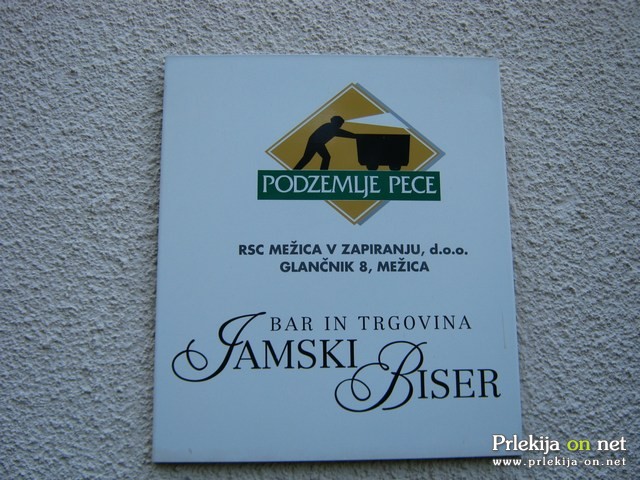 PODZEMLJE PECE
RSC MEŽICA V ZAPIRANJU, d.o.o.
GLANČNIK 8, MEŽICA
BAR IN TRGOVINA
JAMSKI BISER
Prlekija on net
www.prlekija-on.net